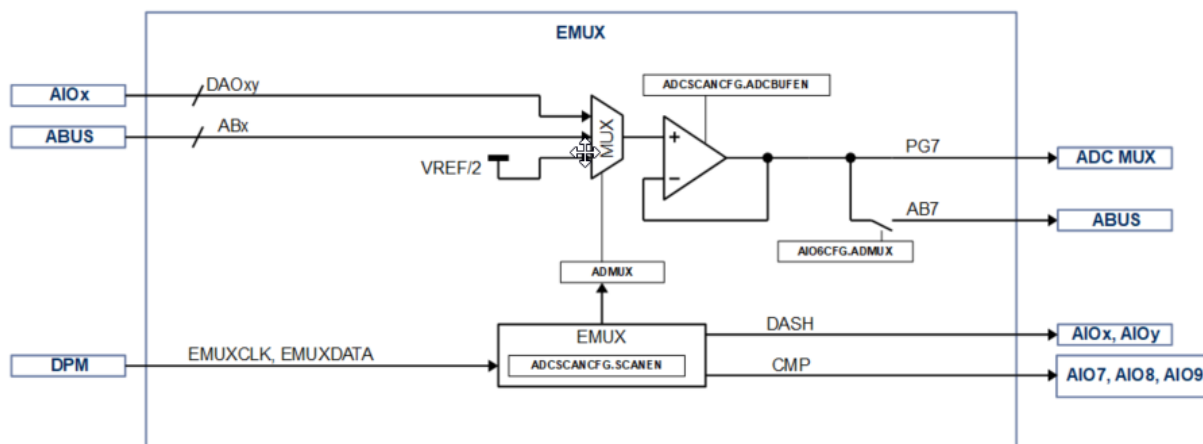 EMUX
AIOx
DAOxy
ADCSCANCFG.ADCBUFEN
ABUS
ABx
MUX
+
PG7
ADC MUX
VREF/2
−
AB7
ABUS
AIO6CFG.ADMUX
ADMUX
EMUX
DASH
AIOx, AIOy
DPM
EMUXCLK, EMUXDATA
ADCSCANCFG.SCANEN
CMP
AIO7, AIO8, AIO9